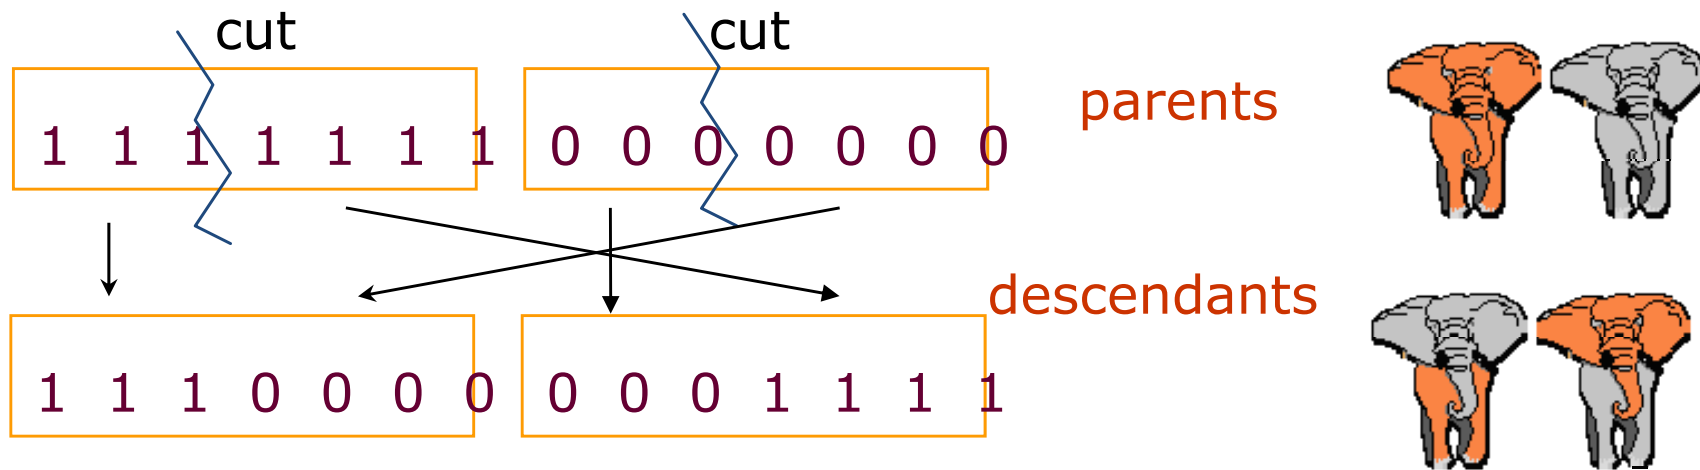 cut cut
1 1 1 1 1 1 1 0 0 0 0 0 0 0
parents
descendants
1 1 1 0 0 0 0 0 0 0 1 1 1 1